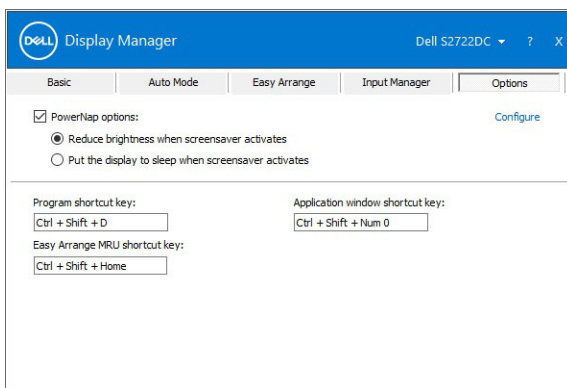 DELL Display Manager Dell S2722DC ? X
Basic Auto Mode Easy Arrange Input Manager Options
PowerNap options: Configure
Reduce brightness when screensaver activates
Put the display to sleep when screensaver activates
Program shortcut key: Application window shortcut key:
Ctrl + Shift + D Ctrl + Shift + Num 0
Easy Arrange MRU shortcut key:
Ctrl + Shift + Home